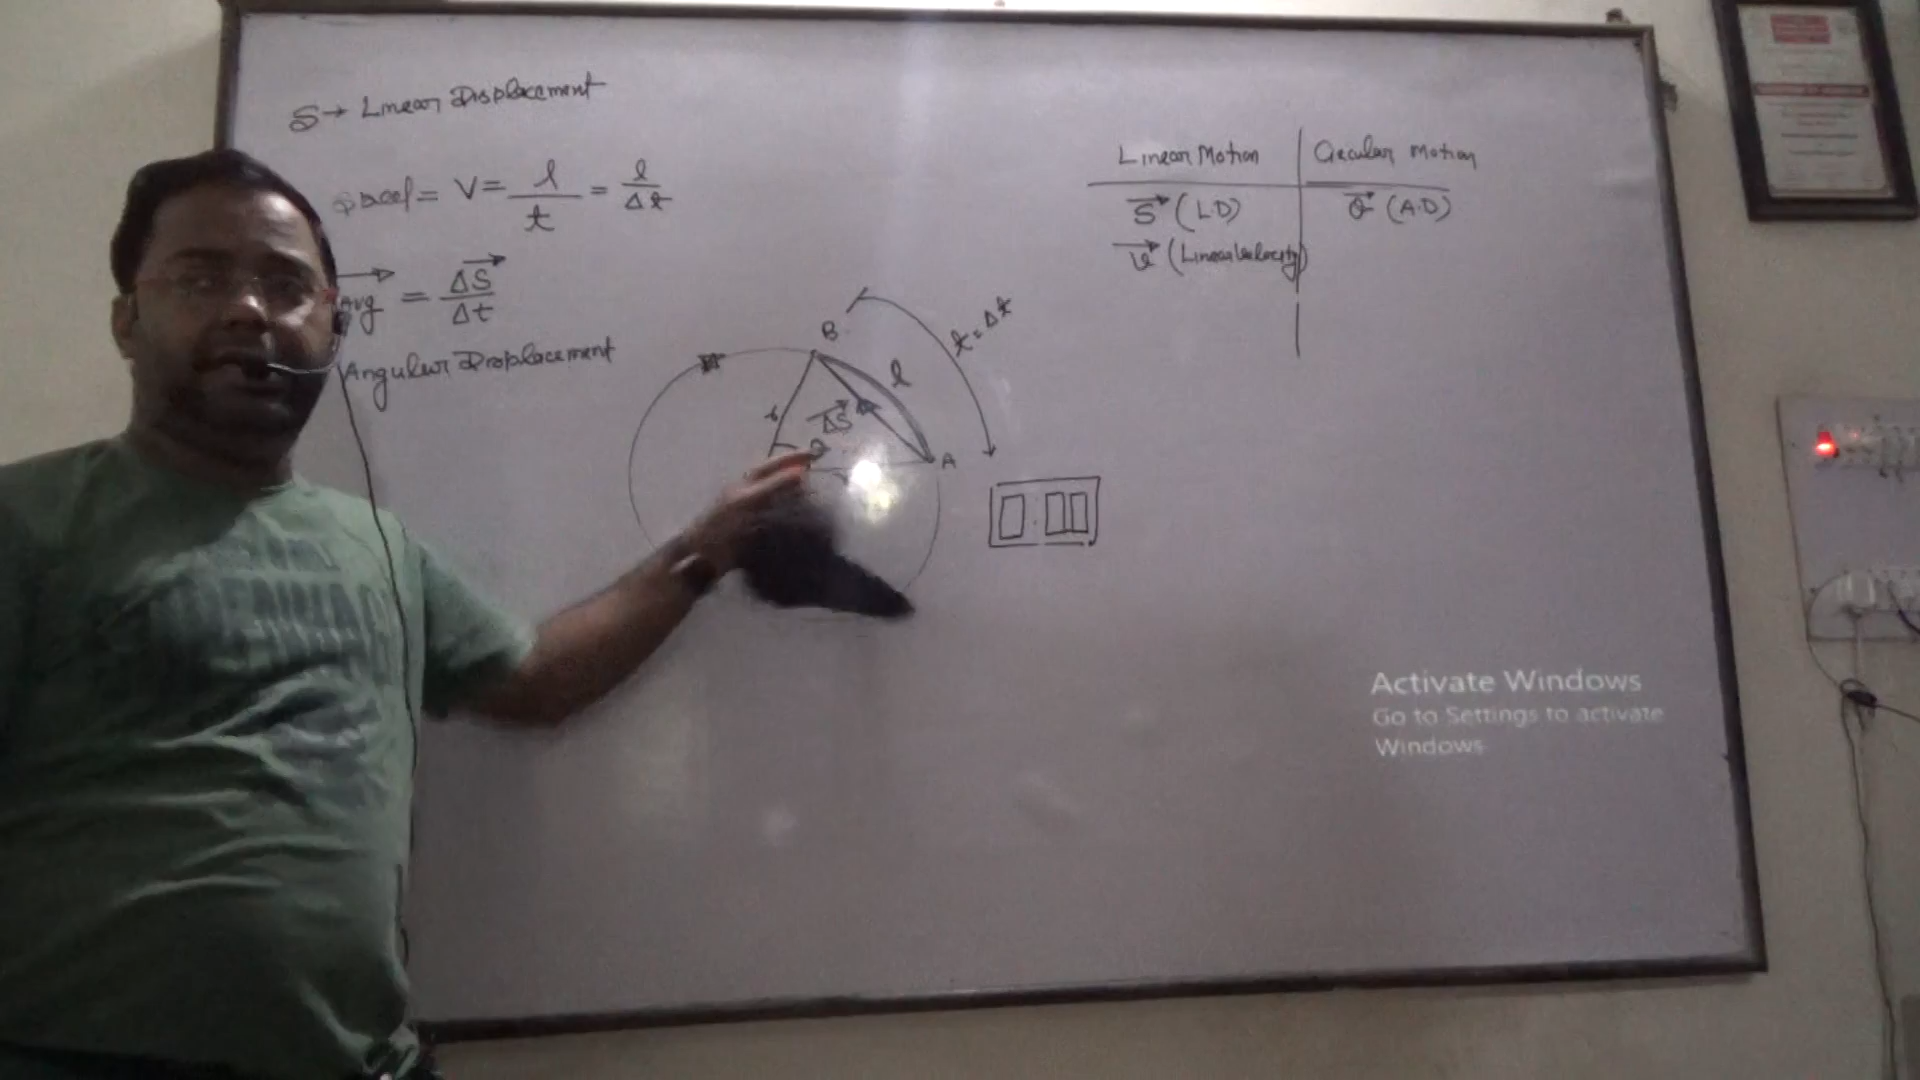 S → Linear Displacement
Speed = V = l / t = l / Δt
Avg = ΔS / Δt
Angular Displacement
B
t = Δt
l
r
ΔS
θ
A
r
Linear Motion | Circular Motion
S (L.D) | θ (A.D)
v (Linear Velocity)
Activate Windows
Go to Settings to activate
Windows